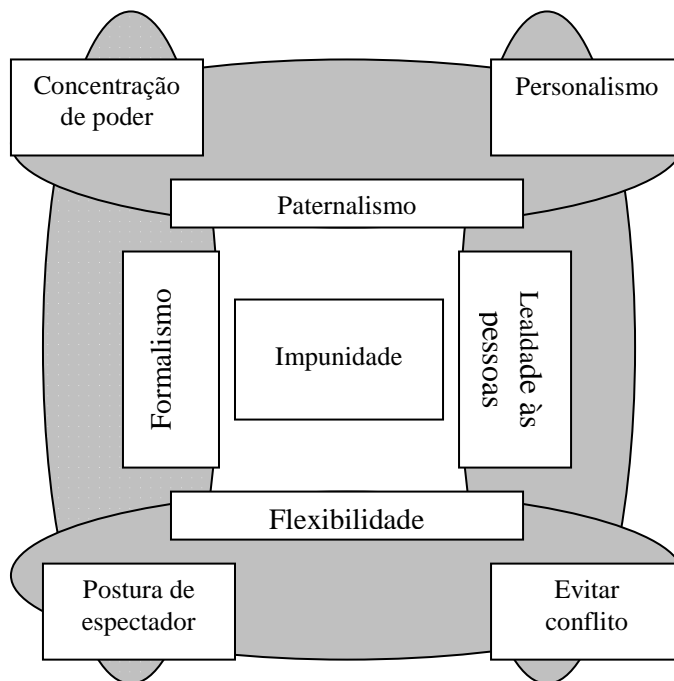 Concentração
de poder
Personalismo
Paternalismo
Formalismo
Impunidade
Lealdade às
pessoas
Flexibilidade
Postura de
espectador
Evitar
conflito